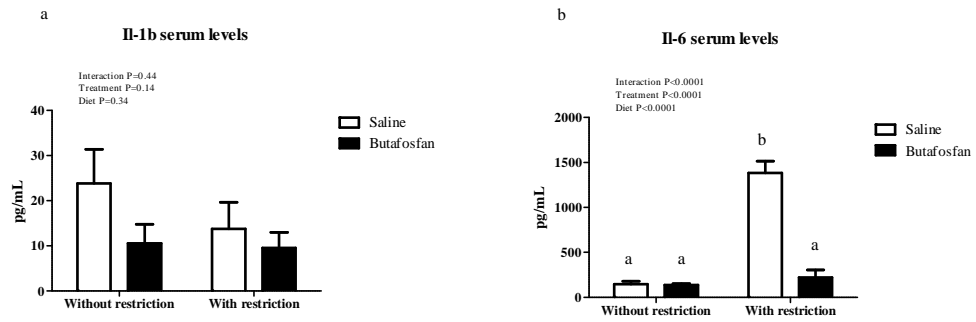 a
Il-1b serum levels
Interaction P=0.44
Treatment P=0.14
Diet P=0.34
40
30
20
10
0
pg/mL
Without restriction
With restriction
Saline
Butafosfan
b
Il-6 serum levels
Interaction P<0.0001
Treatment P<0.0001
Diet P<0.0001
2000
1500
1000
500
0
pg/mL
a
a
b
a
Without restriction
With restriction
Saline
Butafosfan